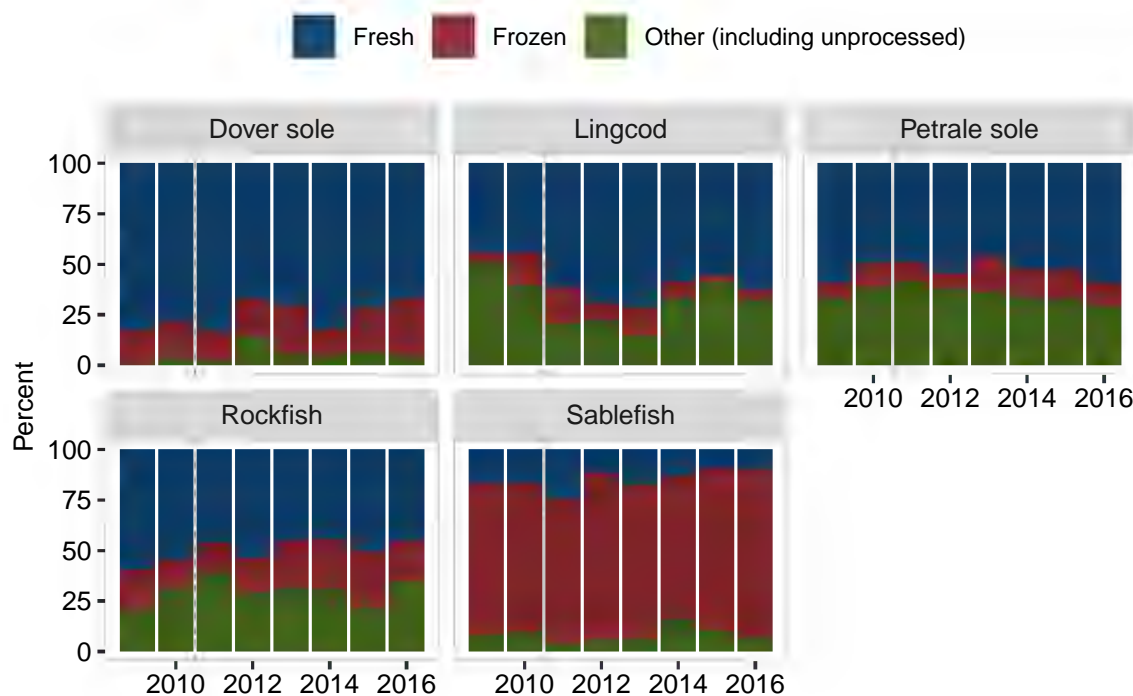 Fresh Frozen Other (including unprocessed)
Dover sole Lingcod Petrale sole
100
75
50
25
0
2010 2012 2014 2016
Percent
Rockfish Sablefish
100
75
50
25
0
2010 2012 2014 2016 2010 2012 2014 2016